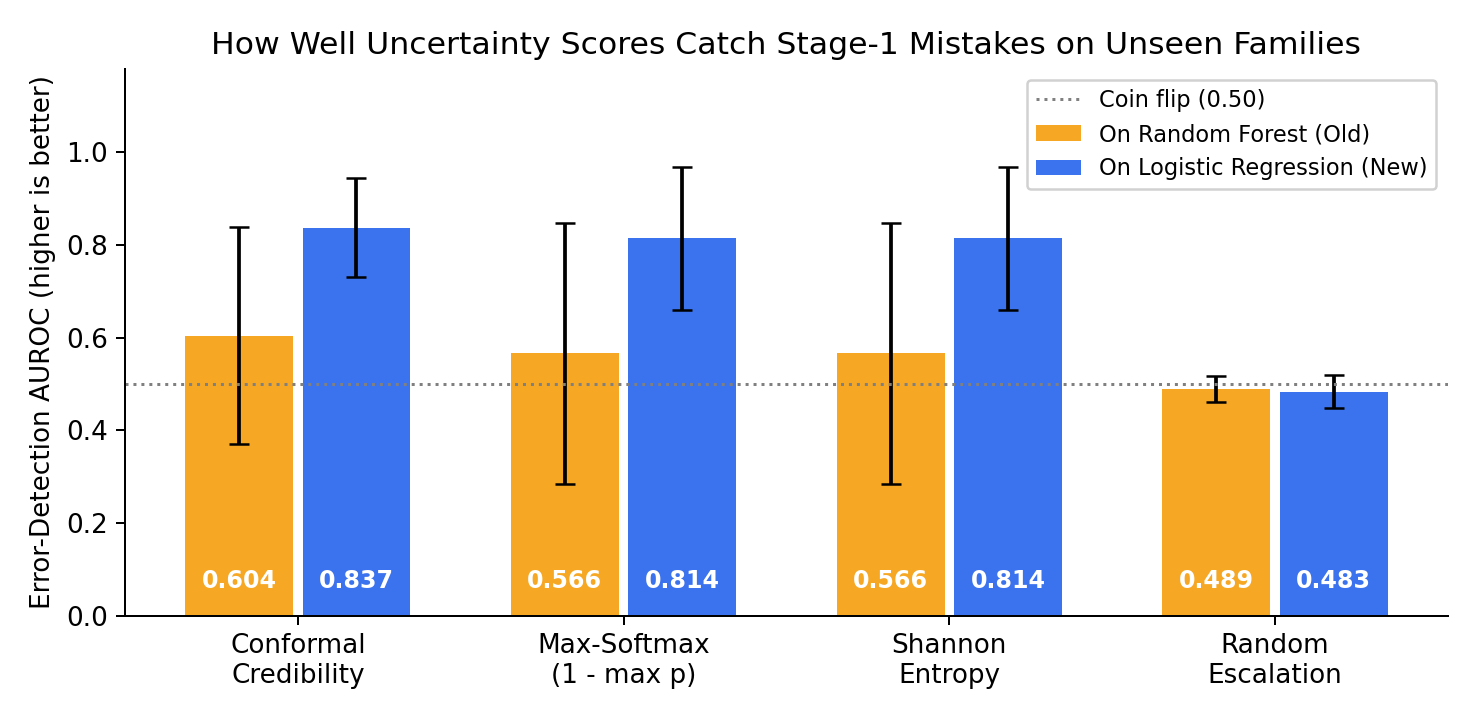 How Well Uncertainty Scores Catch Stage-1 Mistakes on Unseen Families
Error-Detection AUROC (higher is better)
1.0
0.8
0.6
0.4
0.2
0.0
Coin flip (0.50)
On Random Forest (Old)
On Logistic Regression (New)
0.604 0.837 0.566 0.814 0.566 0.814 0.489 0.483
Conformal
Credibility
Max-Softmax
(1 - max p)
Shannon
Entropy
Random
Escalation